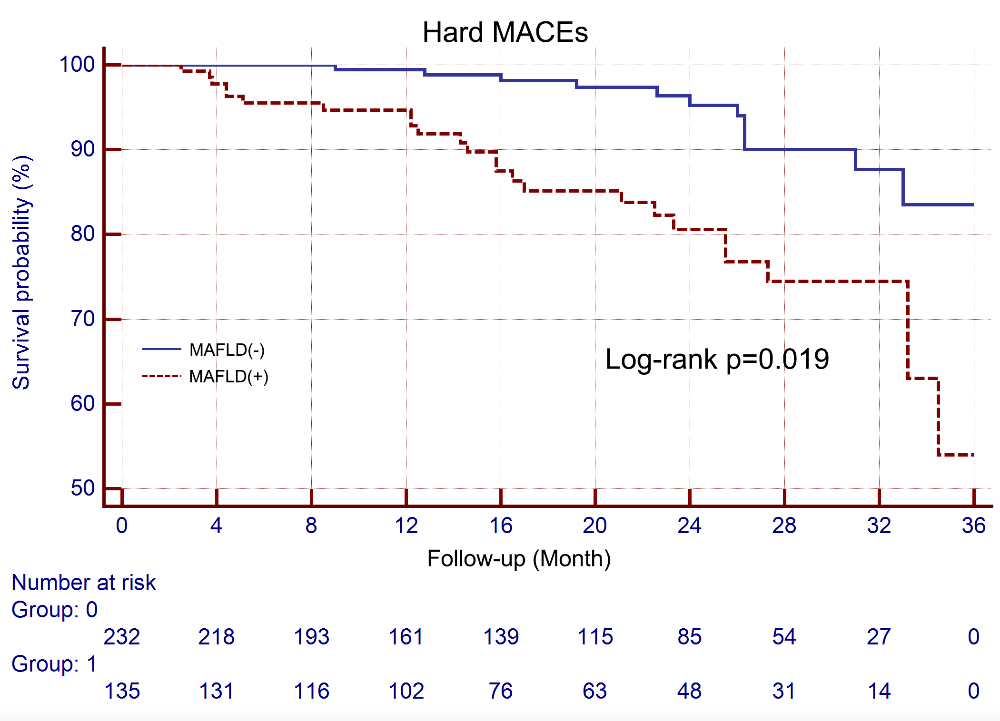 Hard MACEs
Survival probability (%)
100
90
80
70
60
50
MAFLD(-)
MAFLD(+)
Log-rank p=0.019
0 4 8 12 16 20 24 28 32 36
Follow-up (Month)
Number at risk
Group: 0
232 218 193 161 139 115 85 54 27 0
Group: 1
135 131 116 102 76 63 48 31 14 0